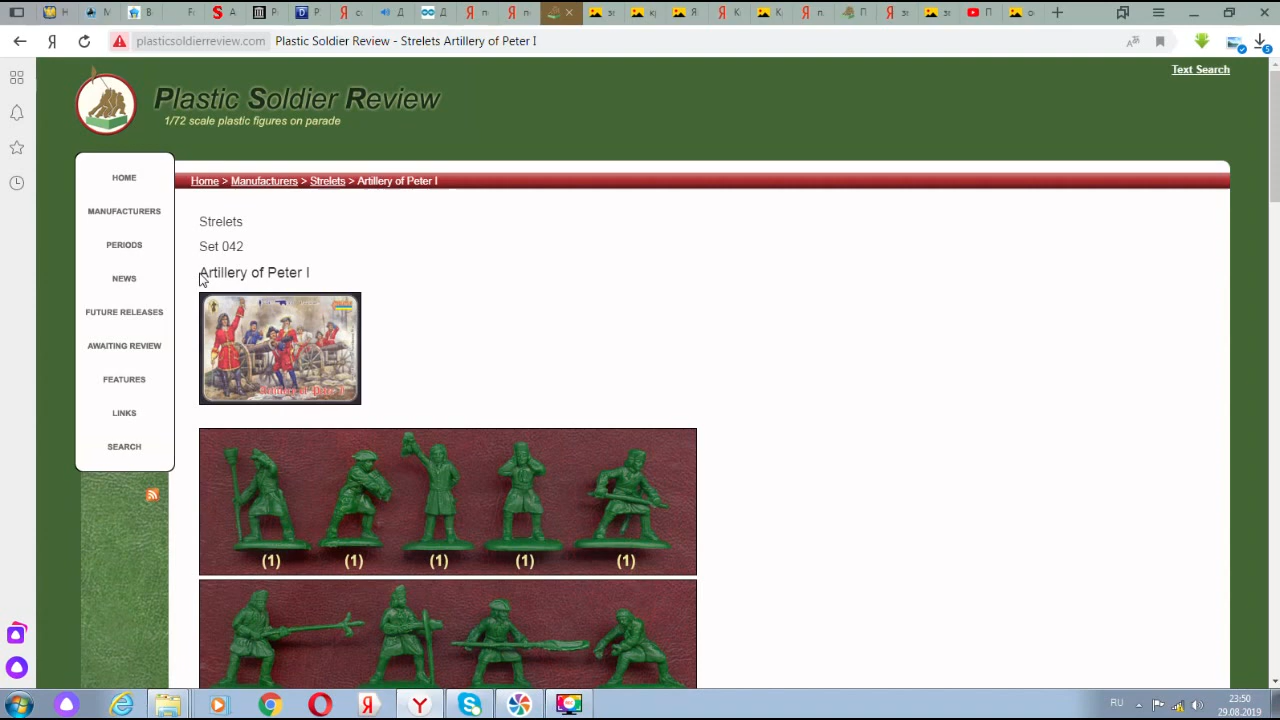 plasticsoldierreview.com Plastic Soldier Review - Strelets Artillery of Peter I
Text Search
Plastic Soldier Review
1/72 scale plastic figures on parade
HOME
MANUFACTURERS
PERIODS
NEWS
FUTURE RELEASES
AWAITING REVIEW
FEATURES
LINKS
SEARCH
Home > Manufacturers > Strelets > Artillery of Peter I
Strelets
Set 042
Artillery of Peter I
(1) (1) (1) (1) (1)
RU
23:50
29.08.2019